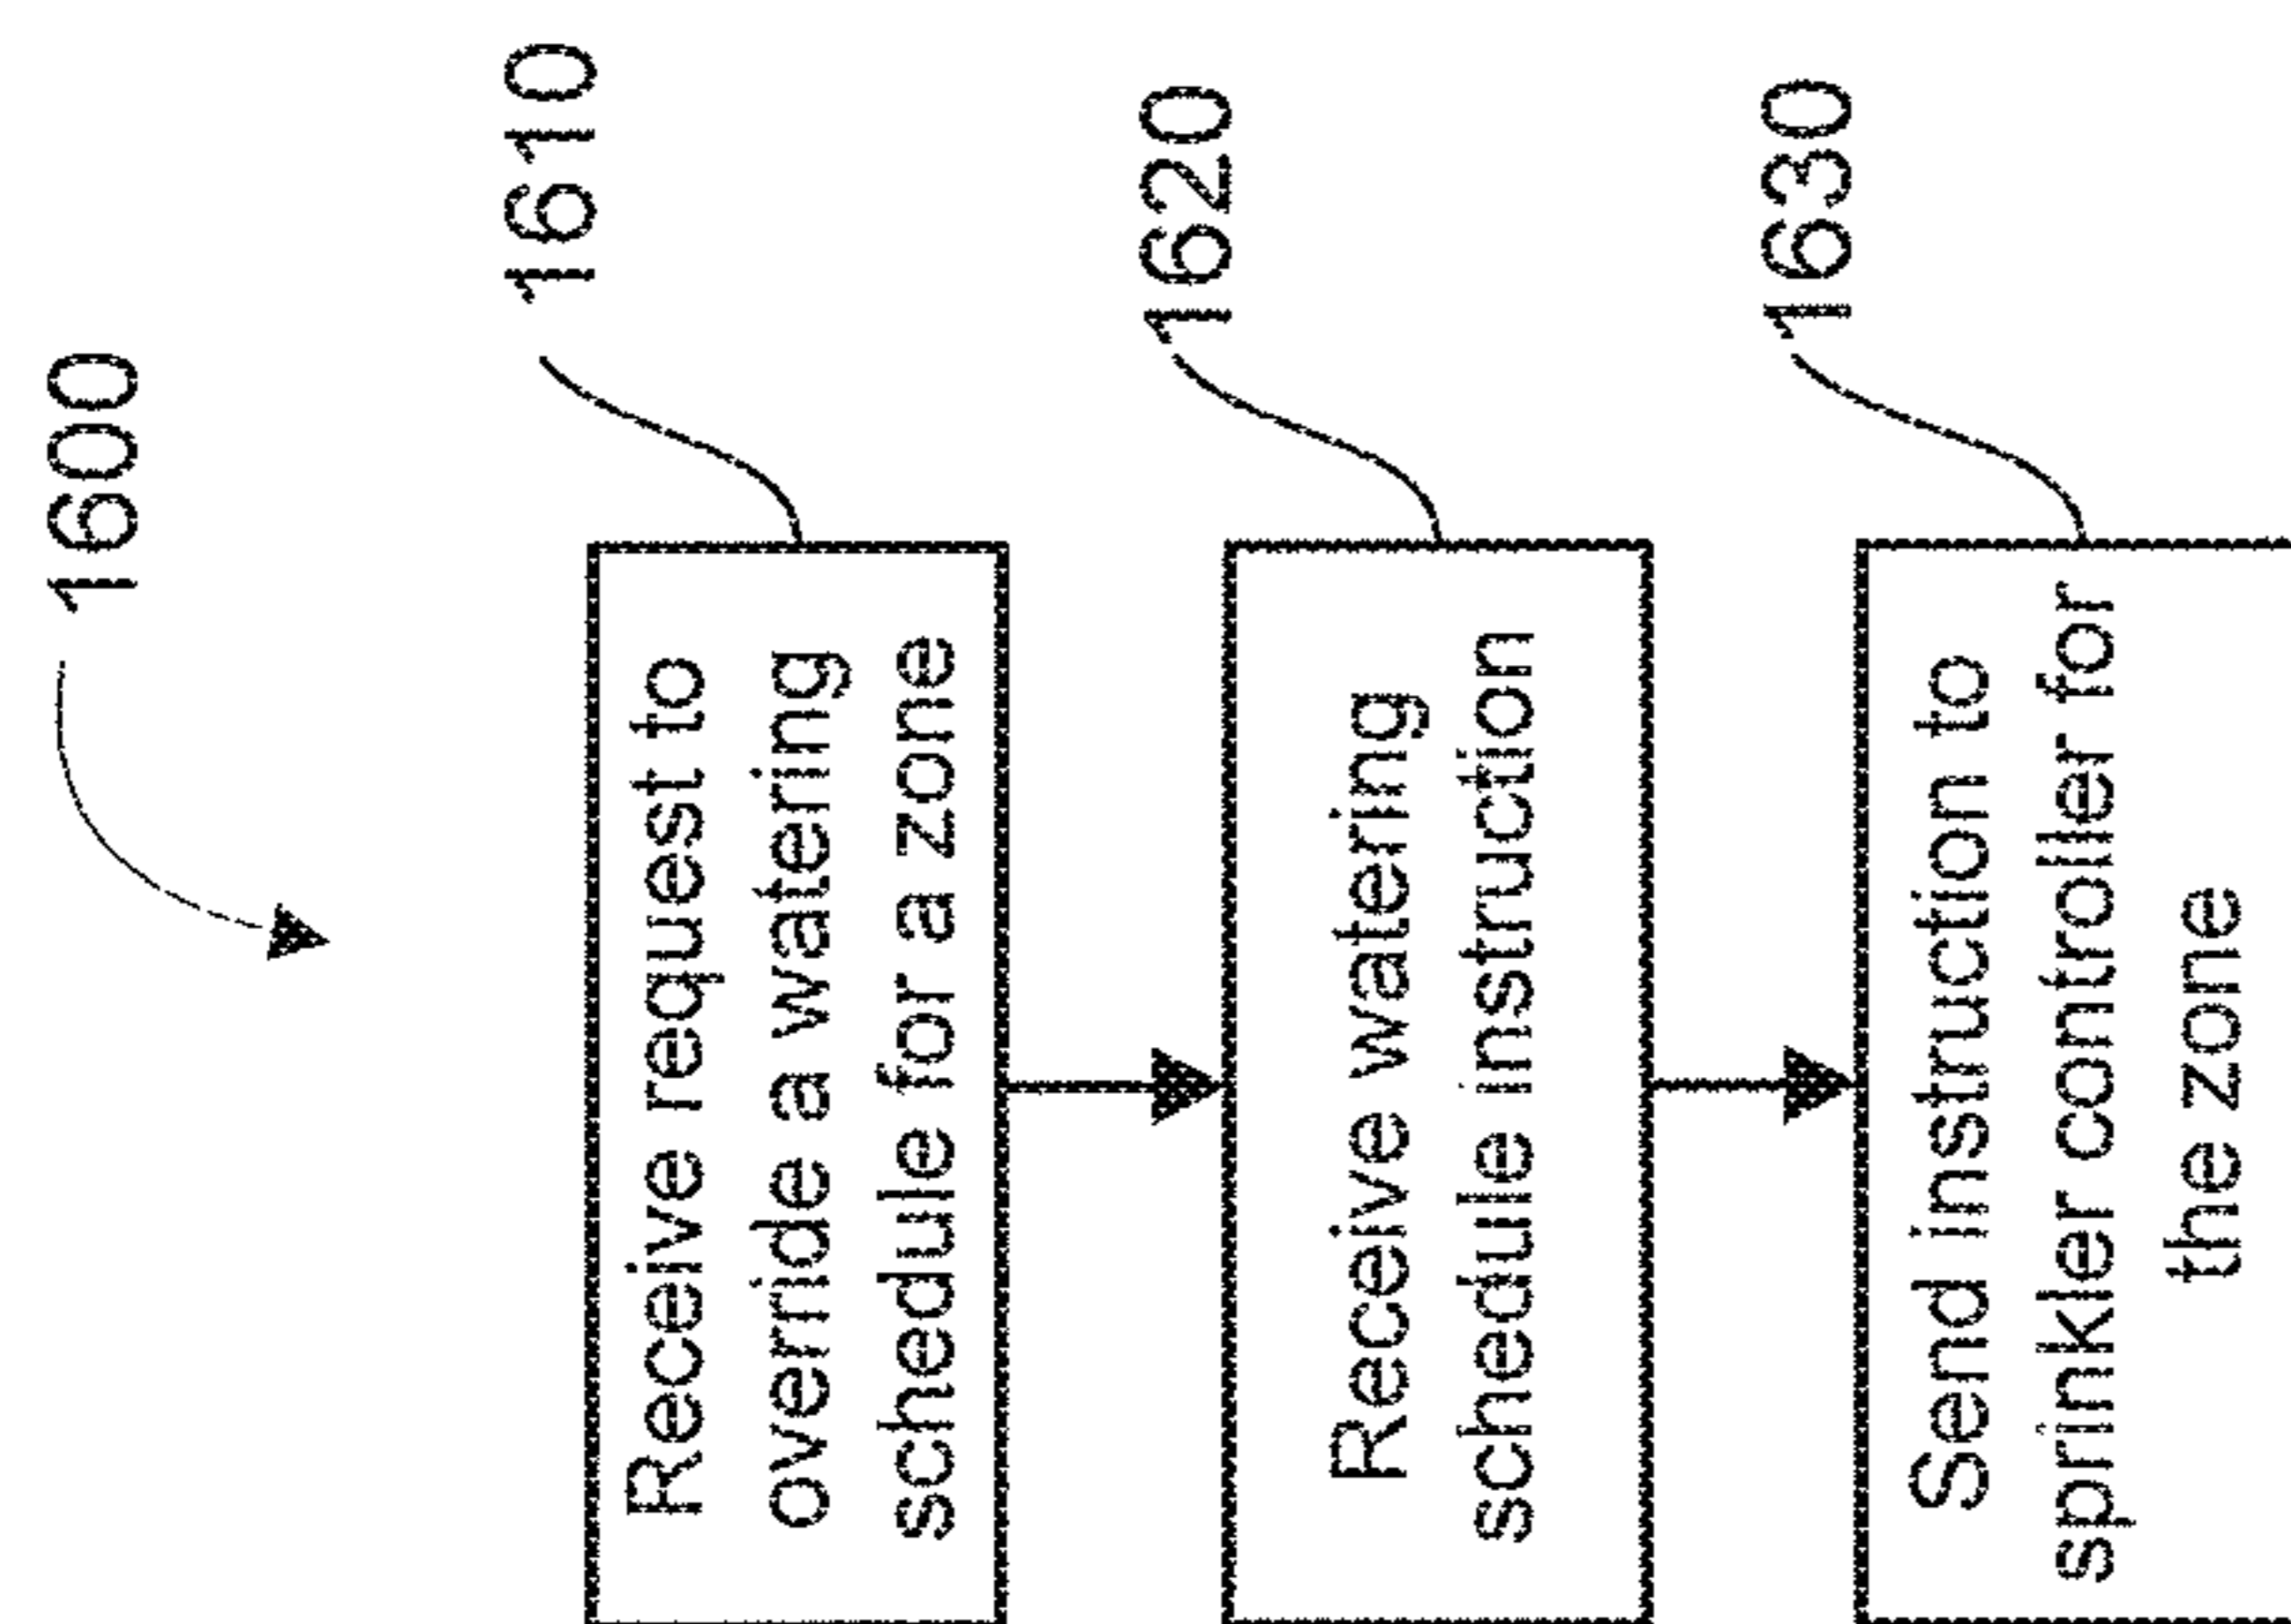 1600
1610
Receive request to
override a watering
schedule for a zone
1620
Receive watering
schedule instruction
1630
Send instruction to
sprinkler controller for
the zone